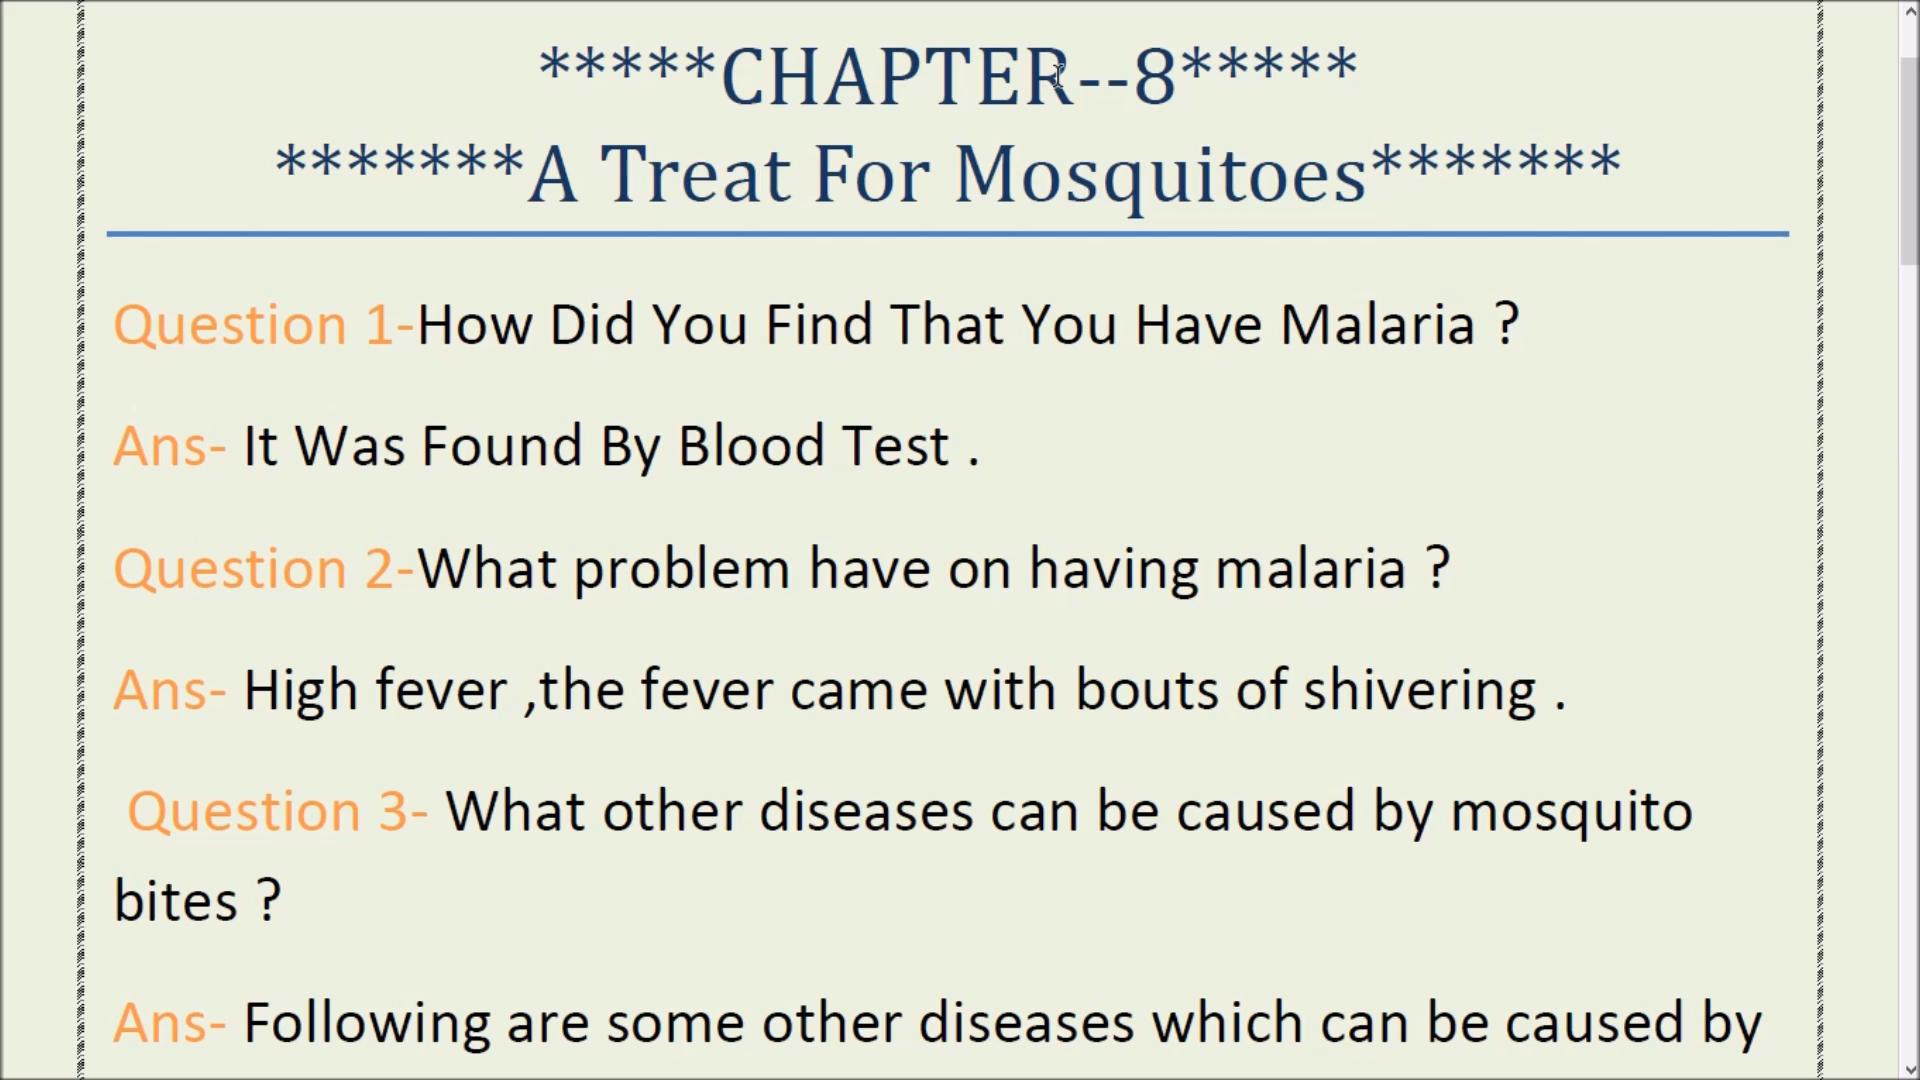 *****CHAPTER--8*****
*******A Treat For Mosquitoes*******
Question 1-How Did You Find That You Have Malaria ?
Ans- It Was Found By Blood Test .
Question 2-What problem have on having malaria ?
Ans- High fever ,the fever came with bouts of shivering .
Question 3- What other diseases can be caused by mosquito
bites ?
Ans- Following are some other diseases which can be caused by